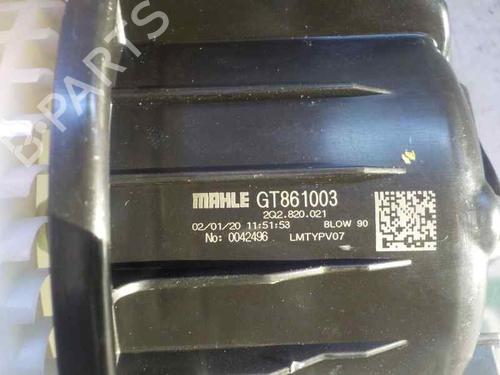 B-PARTS
MAHLE GT861003
2Q2.820.021
02/01/20 11:51:53 BLOW 90
No: 0042496 LMTYPV07